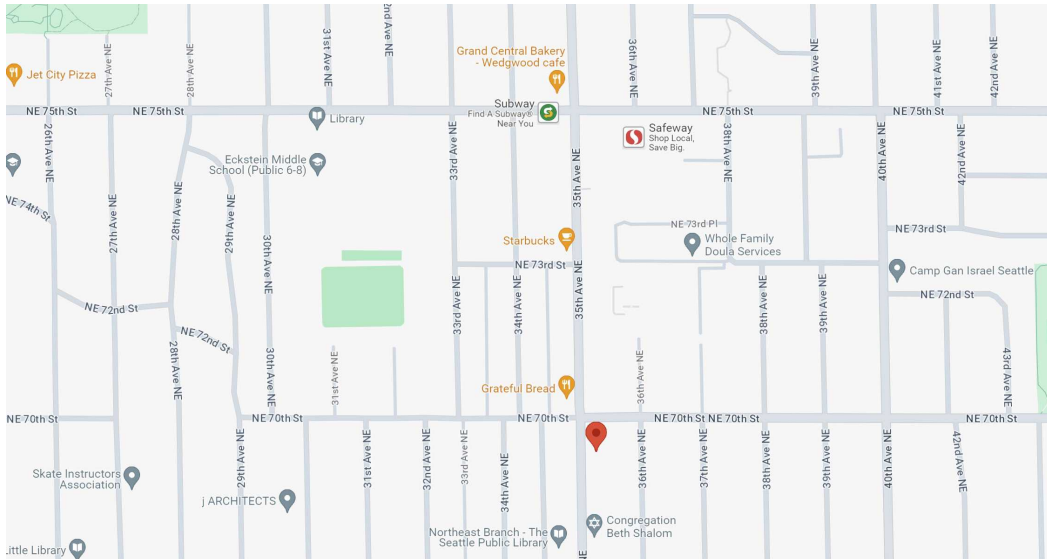 31st Ave NE
2nd Ave NE
Grand Central Bakery
- Wedgwood cafe
36th Ave NE
39th Ave NE
41st Ave NE
42nd Ave NE
Jet City Pizza
27th Ave NE
28th Ave NE
NE 75th St
NE 75th St
NE 75th St
NE 75th St
NE 75th St
Subway
Find A Subway®
Near You
Library
Safeway
Shop Local,
Save Big.
26th Ave NE
33rd Ave NE
38th Ave NE
40th Ave NE
42nd Ave NE
Eckstein Middle
School (Public 6-8)
35th Ave NE
NE 74th St
27th Ave NE
28th Ave NE
29th Ave NE
30th Ave NE
NE 73rd Pl
NE 73rd St
Starbucks
Whole Family
Doula Services
NE 73rd St
35th Ave NE
Camp Gan Israel Seattle
NE 72nd St
NE 72nd St
NE 72nd St
33rd Ave NE
34th Ave NE
38th Ave NE
39th Ave NE
28th Ave NE
30th Ave NE
31st Ave NE
36th Ave NE
43rd Ave NE
Grateful Bread
NE 70th St
NE 70th St
NE 70th St
NE 70th St
NE 70th St
NE 70th St
NE 70th St
29th Ave NE
31st Ave NE
32nd Ave NE
33rd Ave NE
34th Ave NE
36th Ave NE
37th Ave NE
38th Ave NE
39th Ave NE
40th Ave NE
42nd Ave NE
Skate Instructors
Association
j ARCHITECTS
Northeast Branch - The
Seattle Public Library
Congregation
Beth Shalom
Little Library
NE